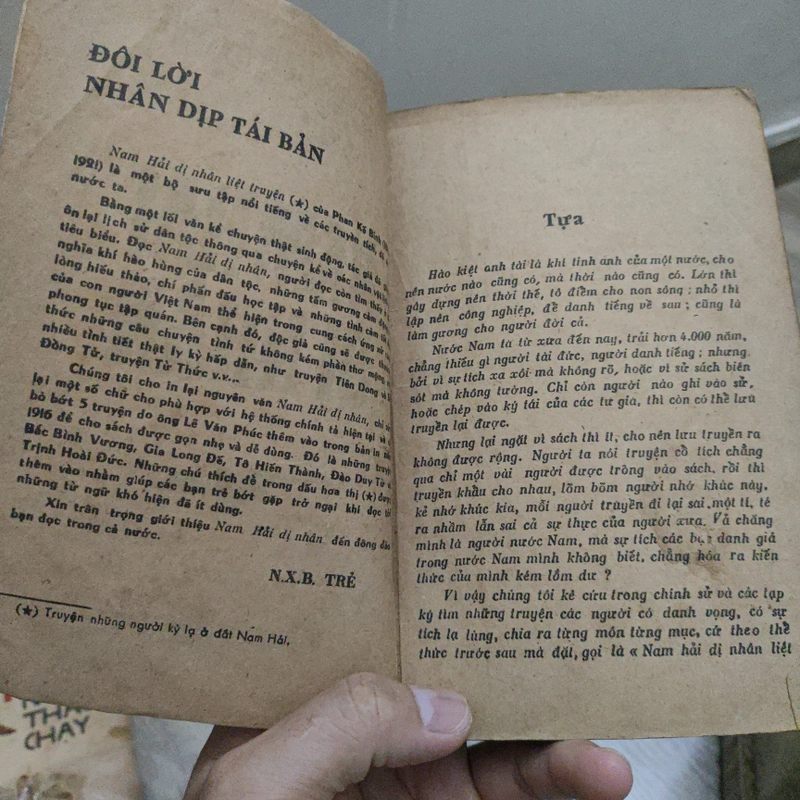 ĐÔI LỜI
NHÂN DỊP TÁI BẢN
Nam Hải dị nhân liệt truyện (★) của Phan Kế Bính
1921) là một bộ sưu tập nổi tiếng về các truyền tích,
nước ta.
Bằng một lối văn kể chuyện thật sinh động, tác giả đã
ôn lại lịch sử dân tộc thông qua chuyện kể về các nhân vật
tiêu biểu. Đọc Nam Hải dị nhân, người đọc còn tìm thấy
nghĩa khí hào hùng của dân tộc, những tấm gương cảm
lòng hiếu thảo, chí phấn đấu học tập và những tình cảm
của con người Việt Nam thể hiện trong cung cách ứng
phong tục tập quán. Bên cạnh đó, độc giả cũng sẽ được
thức những câu chuyện tình tứ không kém phần thơ mộng
nhiều tình tiết thật ly kỳ hấp dẫn, như truyện Tiên Dong
Đồng Tử, truyện Từ Thức v.v...
Chúng tôi cho in lại nguyên văn Nam Hải dị nhân, chỉ
lại một số chữ cho phù hợp với hệ thống chính tả hiện tại và
bỏ bớt 5 truyện do ông Lê Văn Phúc thêm vào trong bản in
1916 để cho sách được gọn nhẹ và dễ dùng. Đó là những truyện
Bắc Bình Vương, Gia Long Đế, Tô Hiến Thành, Đào Duy Từ
Trịnh Hoài Đức. Những chú thích đề trong dấu hoa thị (★) được
thêm vào nhằm giúp các bạn trẻ bớt gặp trở ngại khi đọc
những từ ngữ khó hiện đã ít dùng.
Xin trân trọng giới thiệu Nam Hải dị nhân đến đông đảo
bạn đọc trong cả nước.
N.X.B. TRẺ
(★) Truyện những người kỳ lạ ở đất Nam Hải,
Tựa
Hào kiệt anh tài là khí tinh anh của một nước, cho
nên nước nào cũng có, mà thời nào cũng có. Lớn thì
gây dựng nên thời thế, tô điểm cho non sông; nhỏ thì
lập nên công nghiệp, để danh tiếng về sau; cũng là
làm gương cho người đời cả.
Nước Nam ta từ xưa đến nay, trải hơn 4.000 năm,
chẳng thiếu gì người tài đức, người danh tiếng; nhưng
bởi vì sự tích xa xôi mà không rõ, hoặc vì sử sách biên
sót mà không tường. Chỉ còn người nào ghi vào sử,
hoặc chép vào ký tái của các tư gia, thì còn có thể lưu
truyền lại được.
Nhưng lại ngặt vì sách thì ít, cho nên lưu truyền ra
không được rộng. Người ta nói truyện cổ tích chẳng
qua chỉ một vài người được trông vào sách, rồi thì
truyền khẩu cho nhau, lõm bõm người nhớ khúc này,
kẻ nhớ khúc kia, mỗi người truyền đi lại sai một tí, té
ra nhầm lẫn sai cả sự thực của người xưa. Vả chăng
mình là người nước Nam, mà sự tích các bực danh giá
trong nước Nam mình không biết, chẳng hóa ra kiến
thức của mình kém lắm dư ?
Vì vậy chúng tôi kê cứu trong chính sử và các tạp
ký tìm những truyện các người có danh vọng, có sự
tích lạ lùng, chia ra từng món từng mục, cứ theo thế
thức trước sau mà đặt, gọi là « Nam hải dị nhân liệt
THA
CHAY